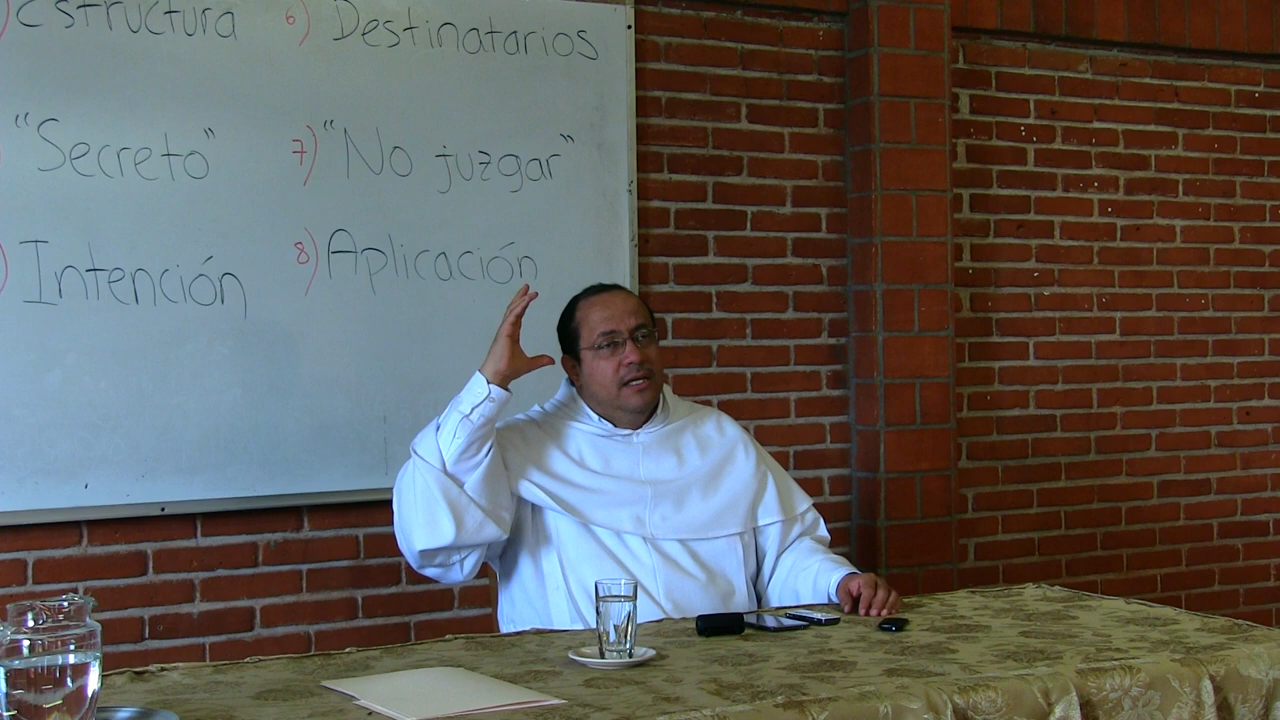 Estructura 6) Destinatarios
"Secreto" 7) "No juzgar"
) Intención 8) Aplicación